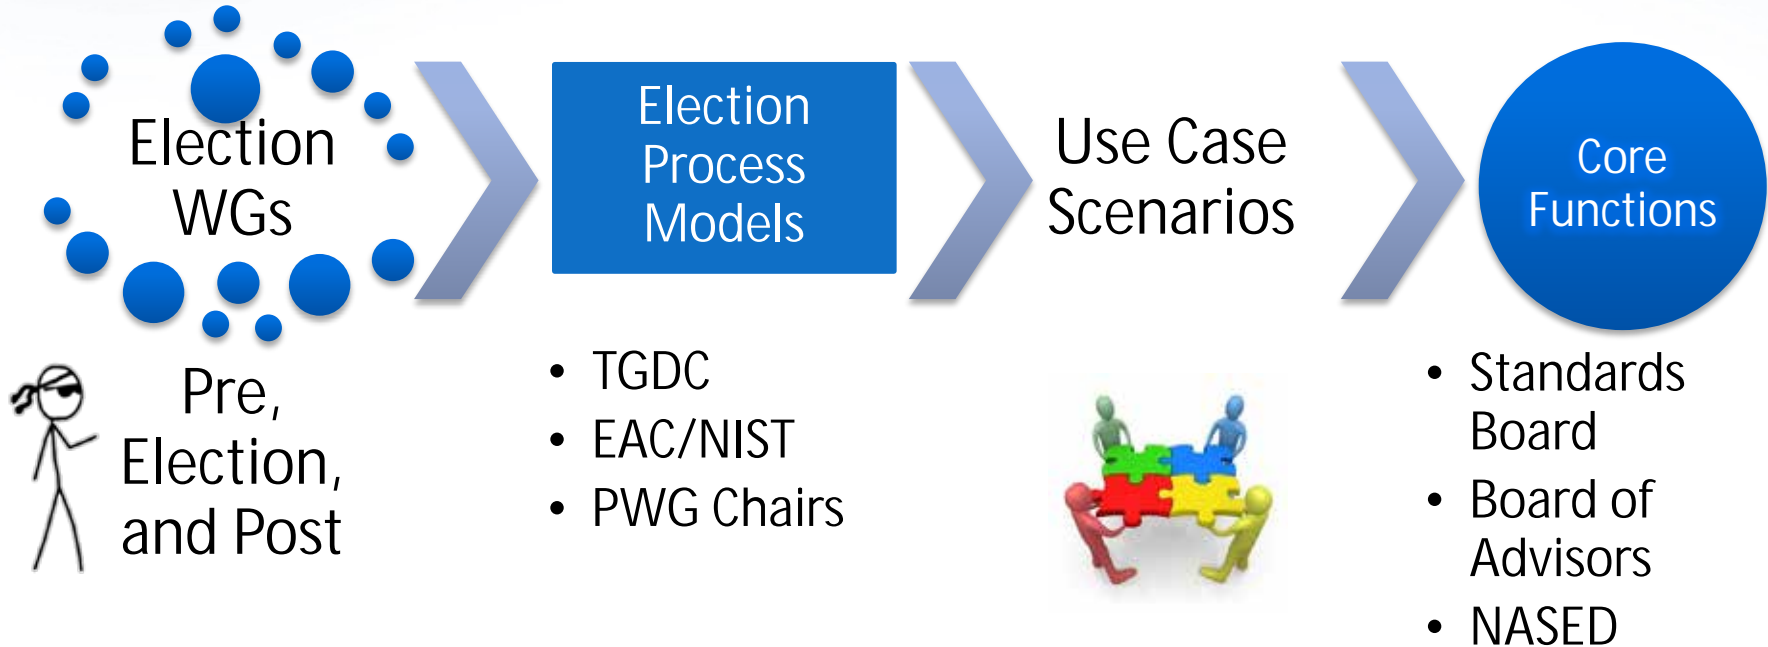 Election
WGs
Pre,
Election,
and Post
Election
Process
Models
• TGDC
• EAC/NIST
• PWG Chairs
Use Case
Scenarios
Core
Functions
• Standards
Board
• Board of
Advisors
• NASED